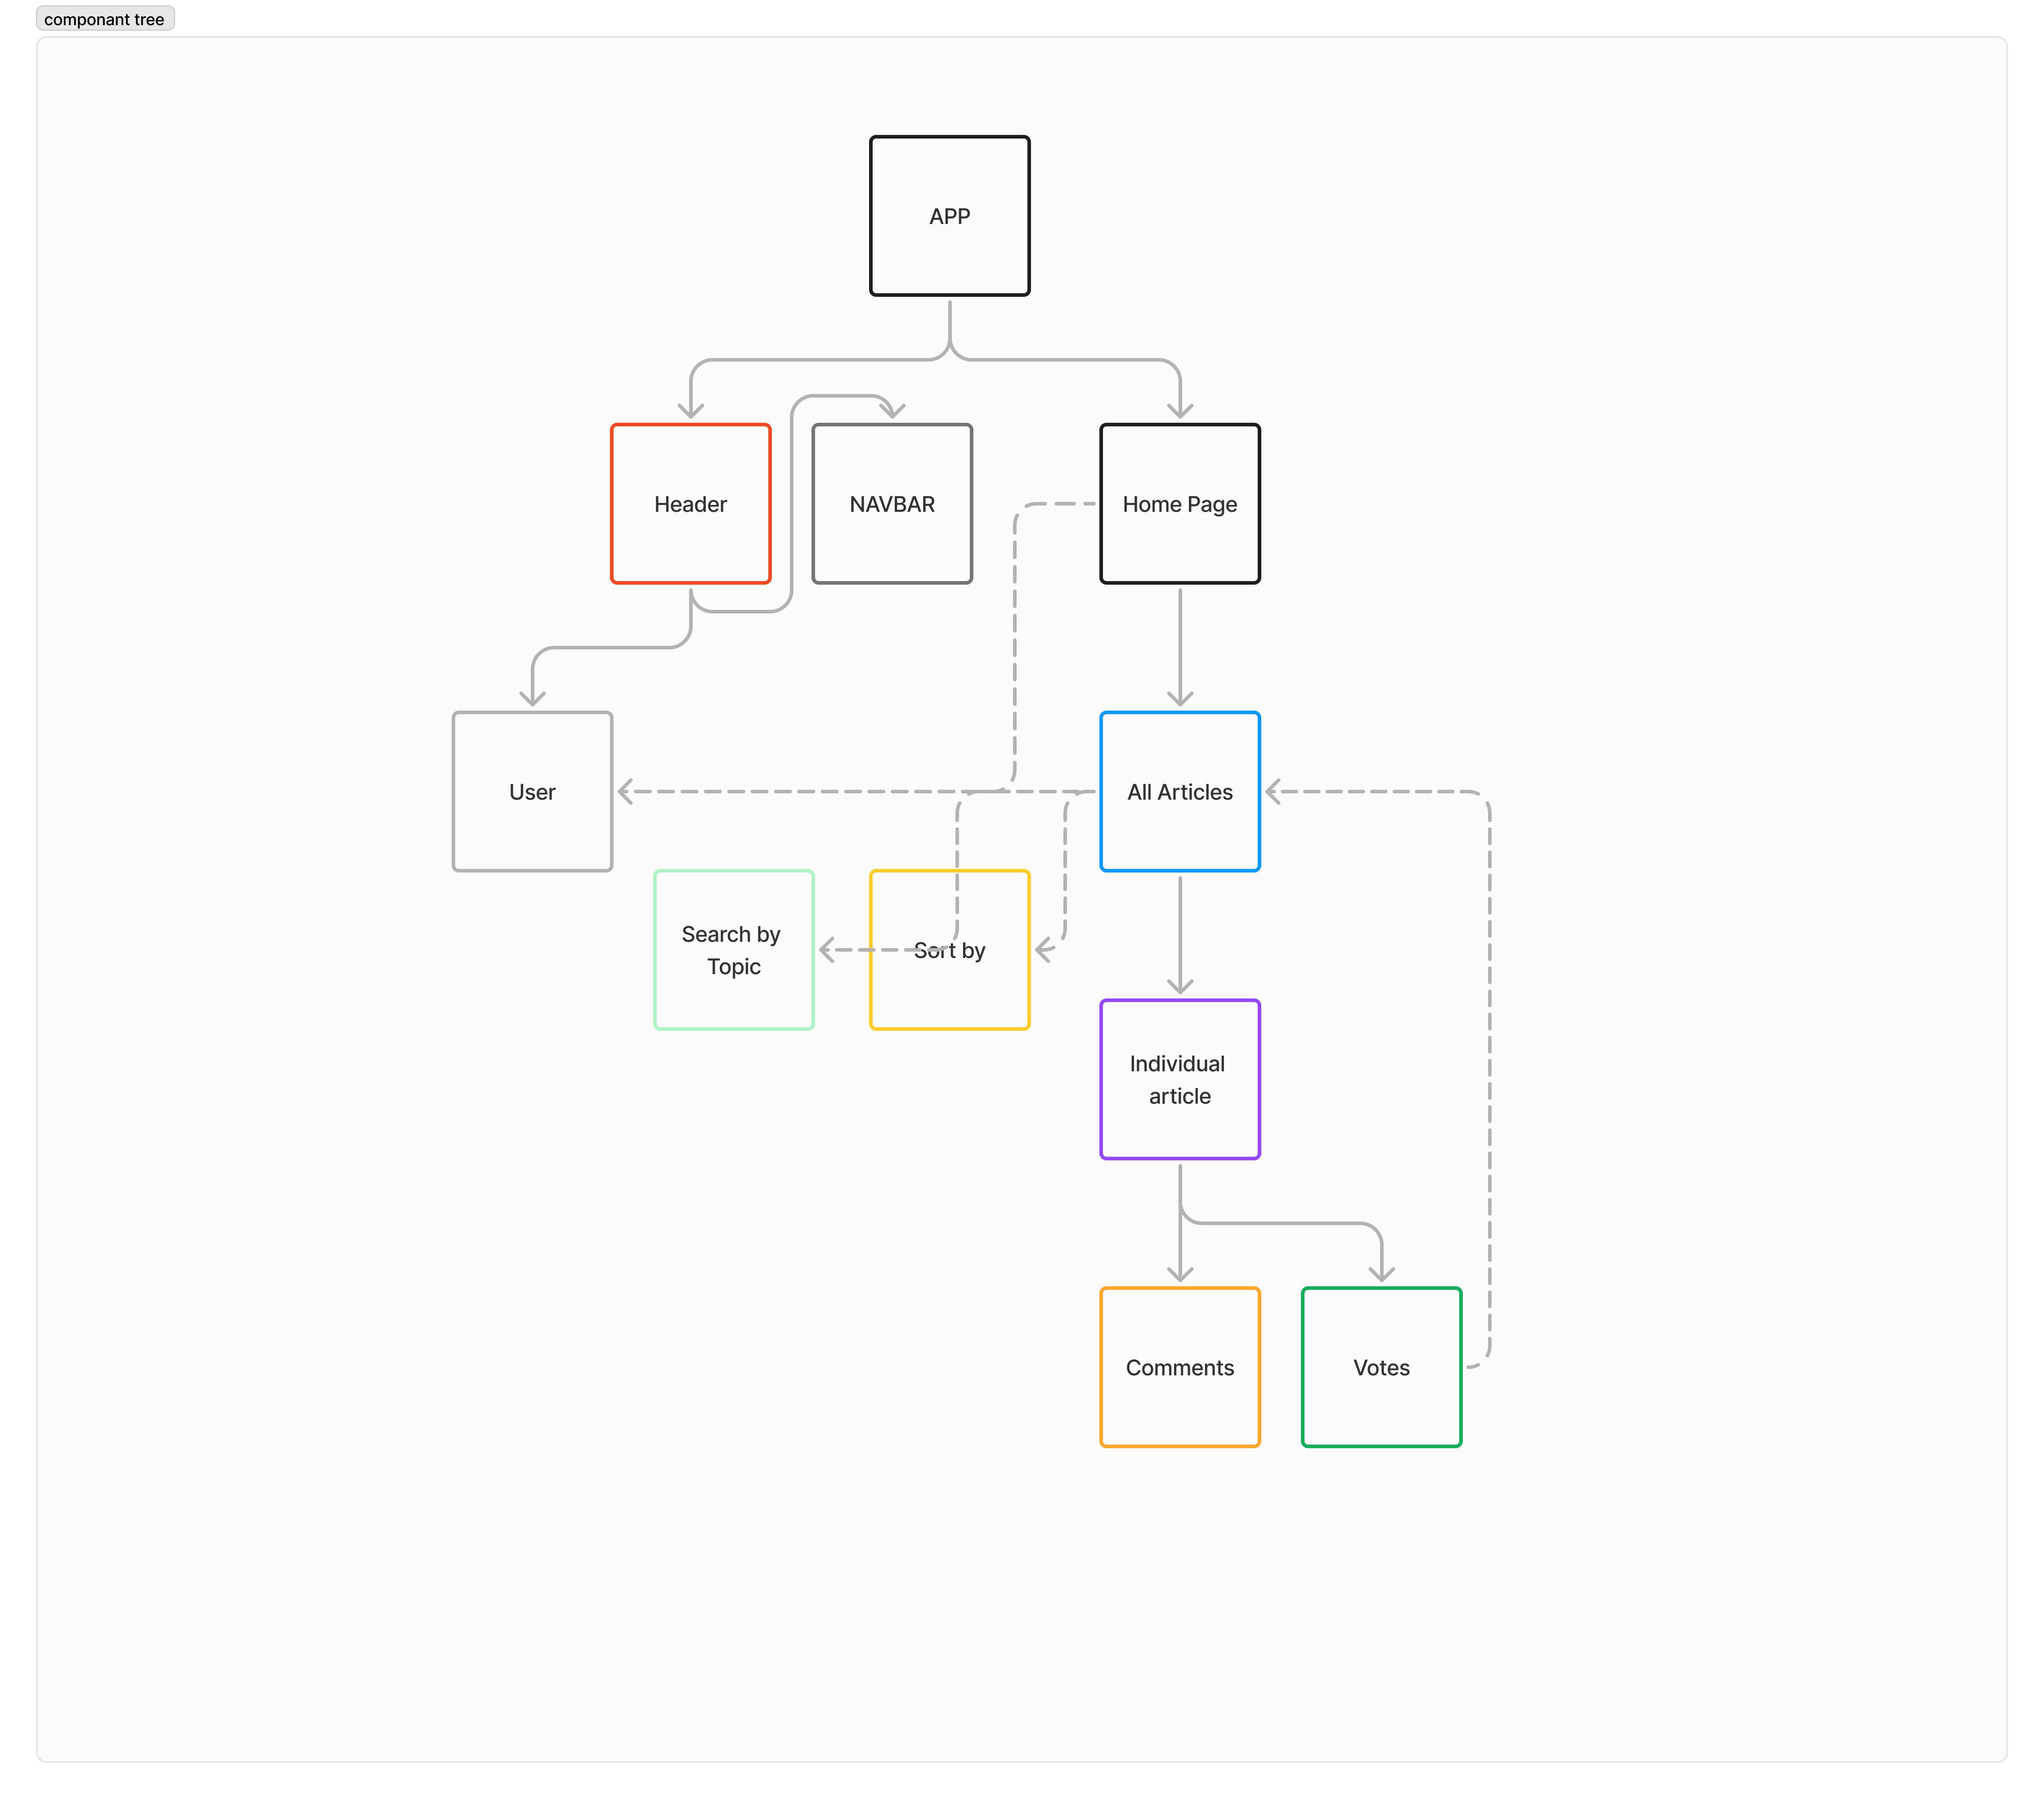 componant tree
APP
Header
NAVBAR
Home Page
User
All Articles
Search by
Topic
Sort by
Individual
article
Comments
Votes